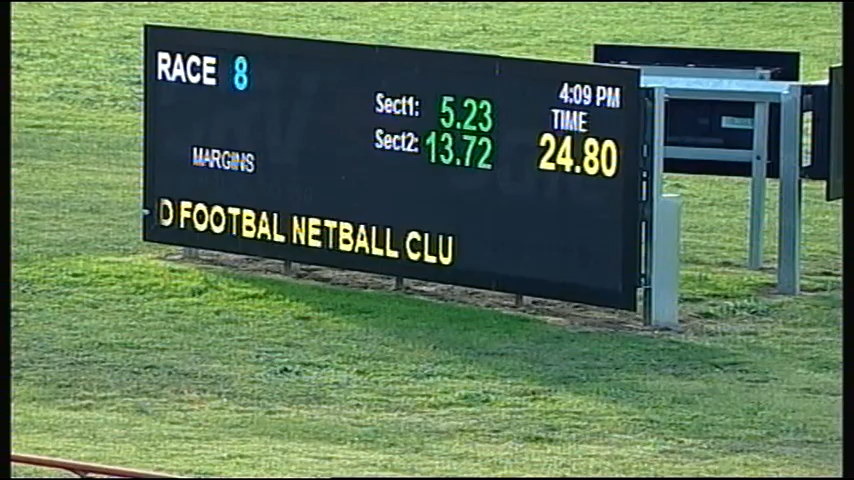 RACE 8
4:09 PM
Sect1: 5.23
TIME
Sect2: 13.72
24.80
MARGINS
D FOOTBAL NETBALL CLU